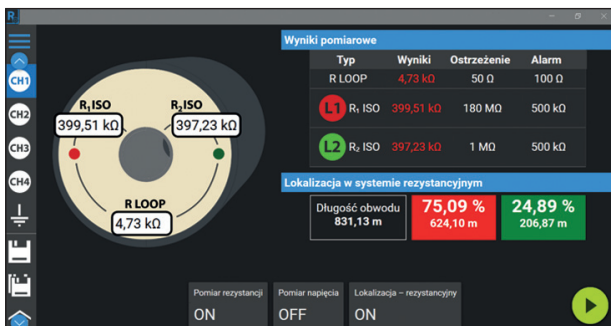 R
Wyniki pomiarowe
Typ Wyniki Ostrzeżenie Alarm
R LOOP 4,73 kΩ 50 Ω 100 Ω
L1 R₁ ISO 399,51 kΩ 180 MΩ 500 kΩ
L2 R₂ ISO 397,23 kΩ 1 MΩ 500 kΩ
CH1
CH2
CH3
CH4
R₁ISO
399,51 kΩ
R₂ISO
397,23 kΩ
R LOOP
4,73 kΩ
Lokalizacja w systemie rezystancyjnym
Długość obwodu
831,13 m
75,09 %
624,10 m
24,89 %
206,87 m
Pomiar rezystancji
ON
Pomiar napięcia
OFF
Lokalizacja – rezystancyjny
ON